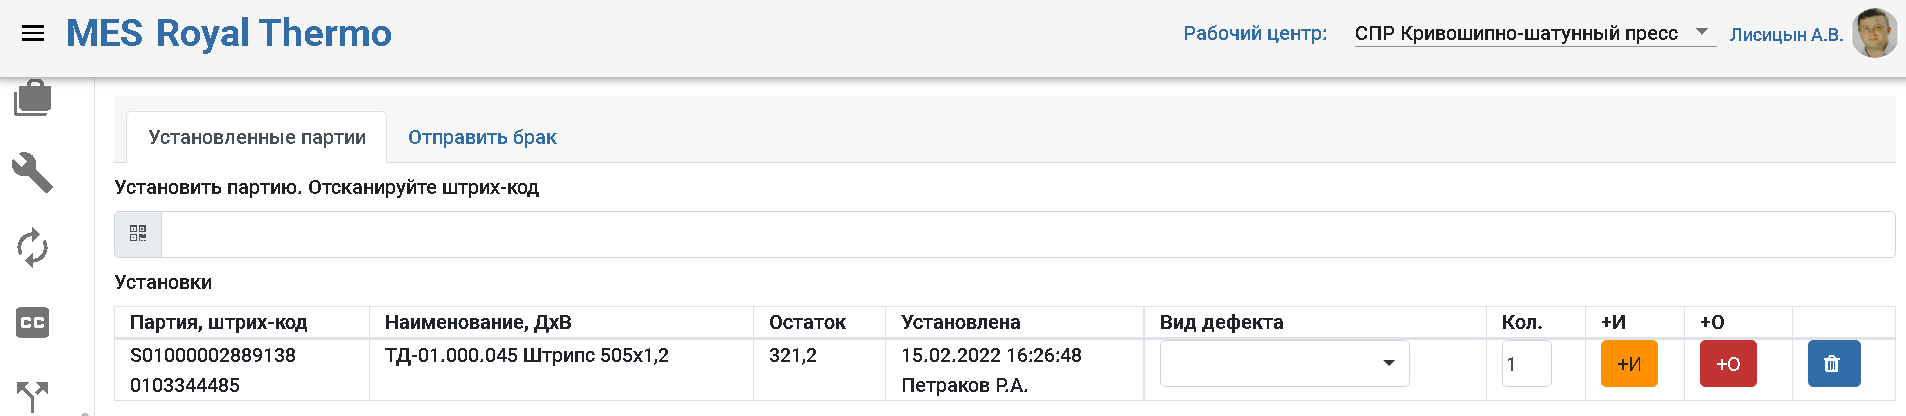 MES Royal Thermo
Рабочий центр: СПР Кривошипно-шатунный пресс Лисицын А.В.
Установленные партии Отправить брак
Установить партию. Отсканируйте штрих-код
Установки
Партия, штрих-код Наименование, ДхВ Остаток Установлена Вид дефекта Кол. +И +О
S01000002889138 ТД-01.000.045 Штрипс 505х1,2 321,2 15.02.2022 16:26:48 1 +И +О
0103344485 Петраков Р.А.
CC